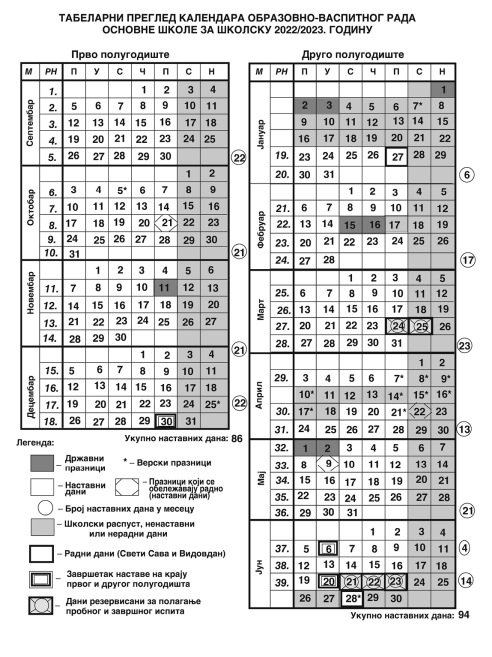 ТАБЕЛАРНИ ПРЕГЛЕД КАЛЕНДАРА ОБРАЗОВНО-ВАСПИТНОГ РАДА
ОСНОВНЕ ШКОЛЕ ЗА ШКОЛСКУ 2022/2023. ГОДИНУ
Прво полугодиште
М РН П У С Ч П С Н
Септембар
1. 1 2 3 4
2. 5 6 7 8 9 10 11
3. 12 13 14 15 16 17 18
4. 19 20 21 22 23 24 25
5. 26 27 28 29 30 22
Октобар
1 2
6. 3 4 5* 6 7 8 9
7. 10 11 12 13 14 15 16
8. 17 18 19 20 21 22 23
9. 24 25 26 27 28 29 30
10. 31 21
Новембар
1 2 3 4 5 6
11. 7 8 9 10 11 12 13
12. 14 15 16 17 18 19 20
13. 21 22 23 24 25 26 27
14. 28 29 30 21
Децембар
1 2 3 4
15. 5 6 7 8 9 10 11
16. 12 13 14 15 16 17 18
17. 19 20 21 22 23 24 25* 22
18. 26 27 28 29 30 31
Укупно наставних дана: 86
Легенда:
Државни празници
* – Верски празници
– Наставни дани
– Празници који се обележавају радно (наставни дани)
– Број наставних дана у месецу
– Школски распуст, ненаставни или нерадни дани
– Радни дани (Свети Сава и Видовдан)
Завршетак наставе на крају првог и другог полугодишта
– Дани резервисани за полагање пробног и завршног испита
Друго полугодиште
М РН П У С Ч П С Н
Јануар
1
2 3 4 5 6 7* 8
9 10 11 12 13 14 15
16 17 18 19 20 21 22
19. 23 24 25 26 27 28 29
20. 30 31 6
Фебруар
1 2 3 4 5
21. 6 7 8 9 10 11 12
22. 13 14 15 16 17 18 19
23. 20 21 22 23 24 25 26
24. 27 28 17
Март
1 2 3 4 5
25. 6 7 8 9 10 11 12
26. 13 14 15 16 17 18 19
27. 20 21 22 23 24 25 26
28. 27 28 29 30 31 23
Април
1 2
29. 3 4 5 6 7* 8* 9*
10* 11 12 13 14* 15* 16*
30. 17* 18 19 20 21* 22 23
31. 24 25 26 27 28 29 30 13
Мај
32. 1 2 3 4 5 6 7
33. 8 9 10 11 12 13 14
34. 15 16 17 18 19 20 21
35. 22 23 24 25 26 27 28
36. 29 30 31 21
Јун
1 2 3 4
37. 5 6 7 8 9 10 11 4
38. 12 13 14 15 16 17 18
39. 19 20 21 22 23 24 25 14
26 27 28* 29 30
Укупно наставних дана: 94